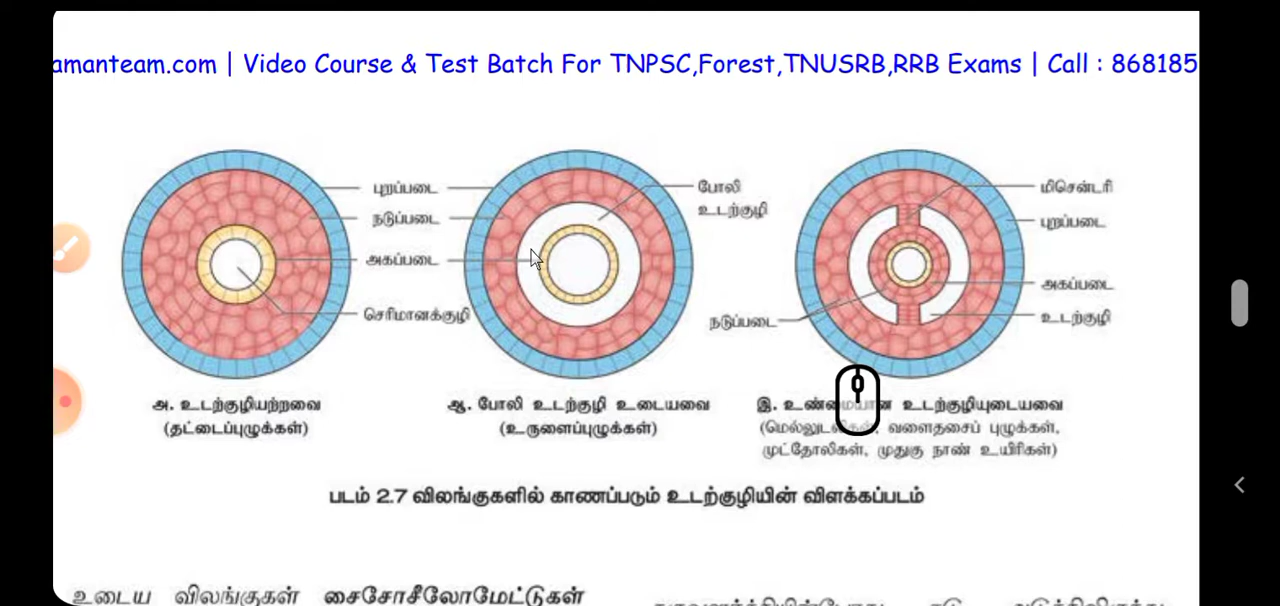 amanteam.com | Video Course & Test Batch For TNPSC,Forest,TNUSRB,RRB Exams | Call : 868185
புறப்படை
நடுப்படை
அகப்படை
செரிமானக்குழி
போலி
உடற்குழி
மிசென்டரி
புறப்படை
அகப்படை
உடற்குழி
நடுப்படை
அ. உடற்குழியற்றவை
(தட்டைப்புழுக்கள்)
ஆ. போலி உடற்குழி உடையவை
(உருளைப்புழுக்கள்)
இ. உண்மையான உடற்குழியுடையவை
(மெல்லுடலிகள், வளைதசைப் புழுக்கள்,
முட்தோலிகள், முதுகு நாண் உயிரிகள்)
படம் 2.7 விலங்குகளில் காணப்படும் உடற்குழியின் விளக்கப்படம்
உடைய விலங்குகள் சைசோசீலோமேட்டுகள்